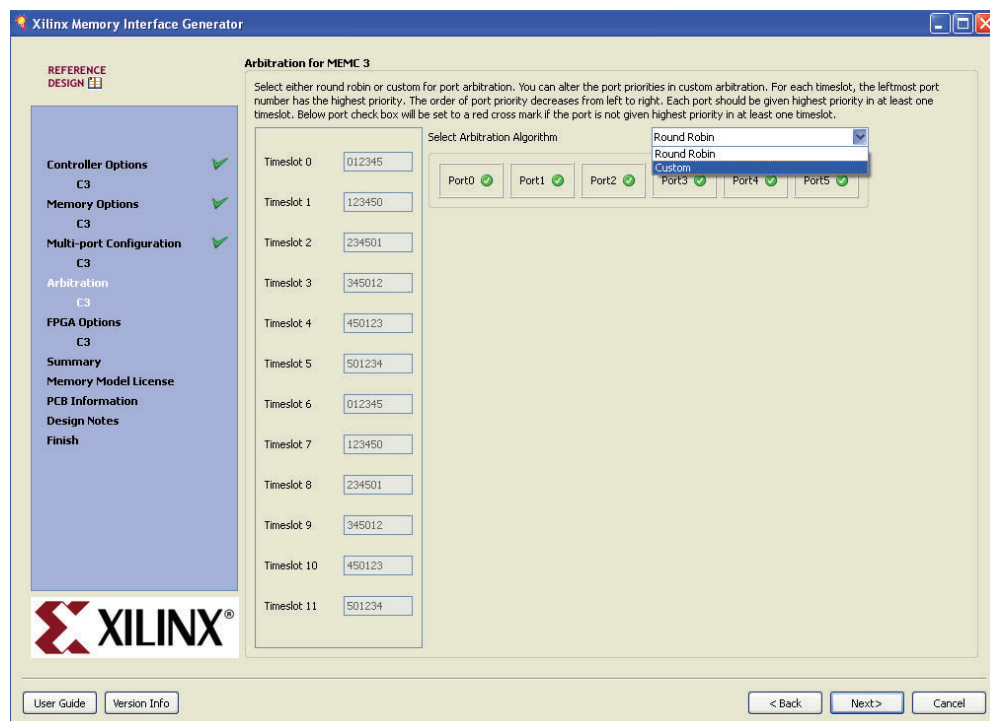 Xilinx Memory Interface Generator
REFERENCE
DESIGN
Controller Options
C3
Memory Options
C3
Multi-port Configuration
C3
Arbitration
C3
FPGA Options
C3
Summary
Memory Model License
PCB Information
Design Notes
Finish
XILINX®
Arbitration for MEMC 3
Select either round robin or custom for port arbitration. You can alter the port priorities in custom arbitration. For each timeslot, the leftmost port
number has the highest priority. The order of port priority decreases from left to right. Each port should be given highest priority in at least one
timeslot. Below port check box will be set to a red cross mark if the port is not given highest priority in at least one timeslot.
Timeslot 0 012345
Timeslot 1 123450
Timeslot 2 234501
Timeslot 3 345012
Timeslot 4 450123
Timeslot 5 501234
Timeslot 6 012345
Timeslot 7 123450
Timeslot 8 234501
Timeslot 9 345012
Timeslot 10 450123
Timeslot 11 501234
Select Arbitration Algorithm Round Robin
Round Robin
Custom
Port0 Port1 Port2 Port3 Port4 Port5
User Guide Version Info < Back Next> Cancel